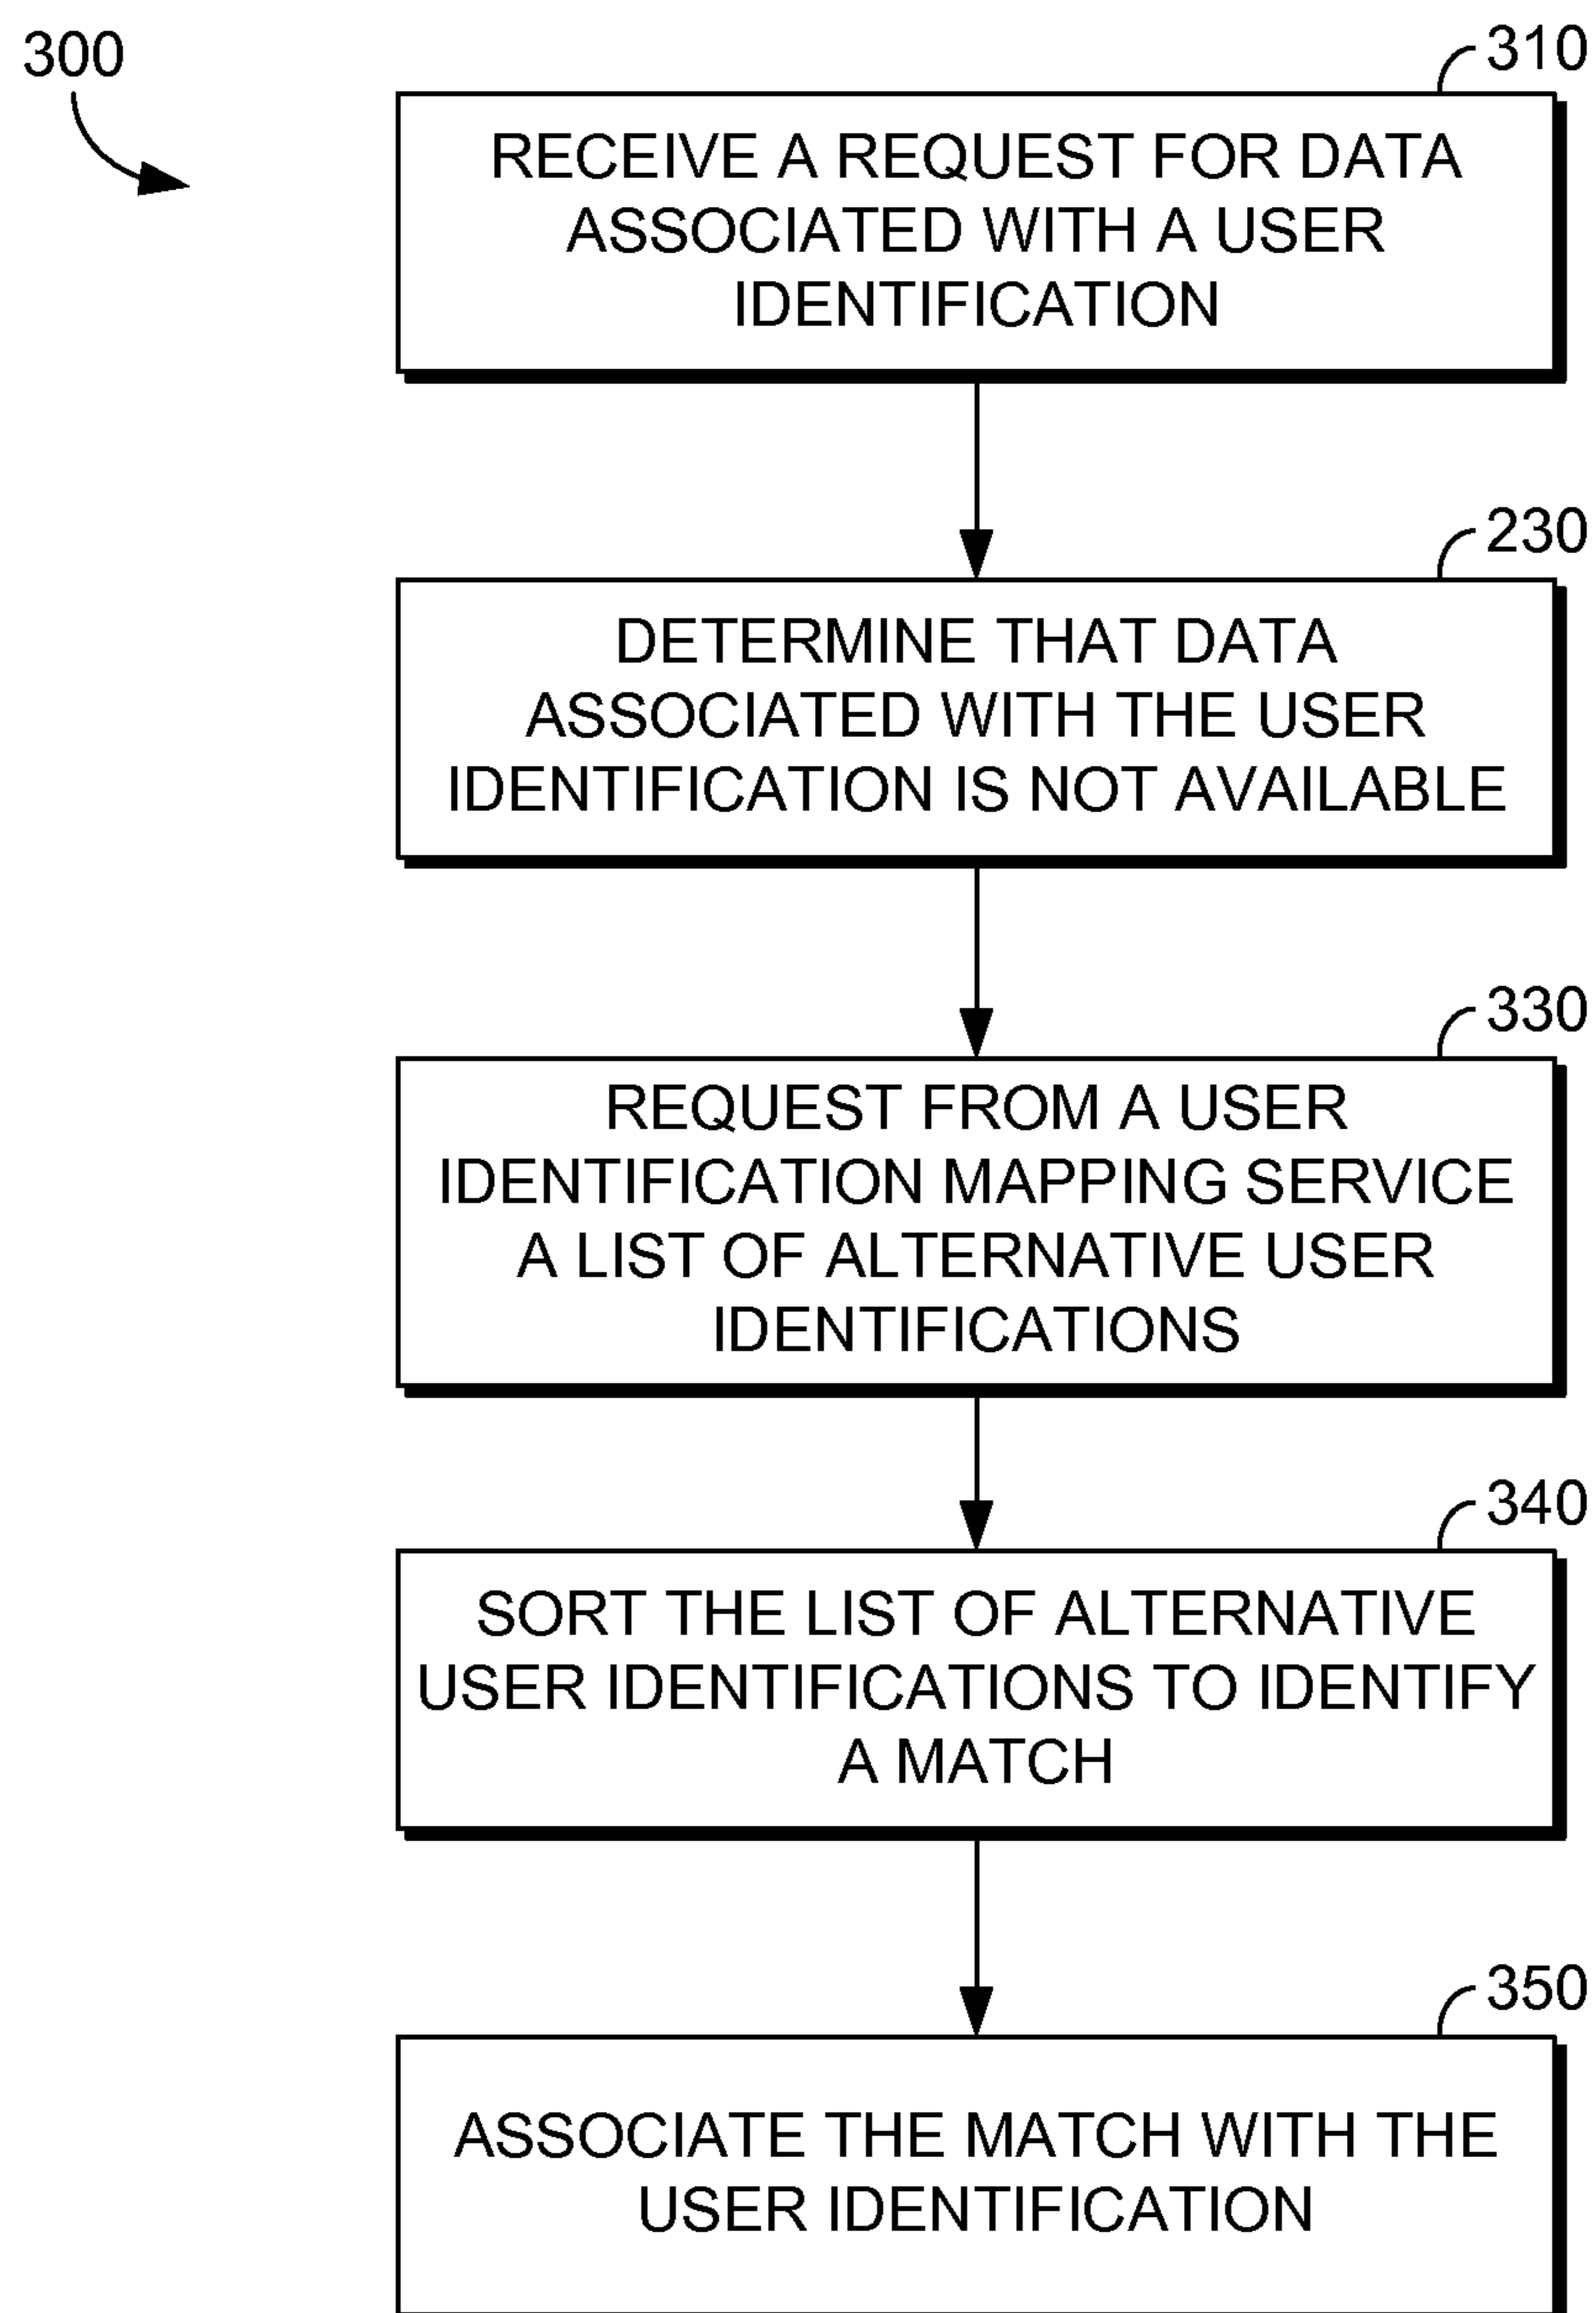 300
310
RECEIVE A REQUEST FOR DATA
ASSOCIATED WITH A USER
IDENTIFICATION
230
DETERMINE THAT DATA
ASSOCIATED WITH THE USER
IDENTIFICATION IS NOT AVAILABLE
330
REQUEST FROM A USER
IDENTIFICATION MAPPING SERVICE
A LIST OF ALTERNATIVE USER
IDENTIFICATIONS
340
SORT THE LIST OF ALTERNATIVE
USER IDENTIFICATIONS TO IDENTIFY
A MATCH
350
ASSOCIATE THE MATCH WITH THE
USER IDENTIFICATION